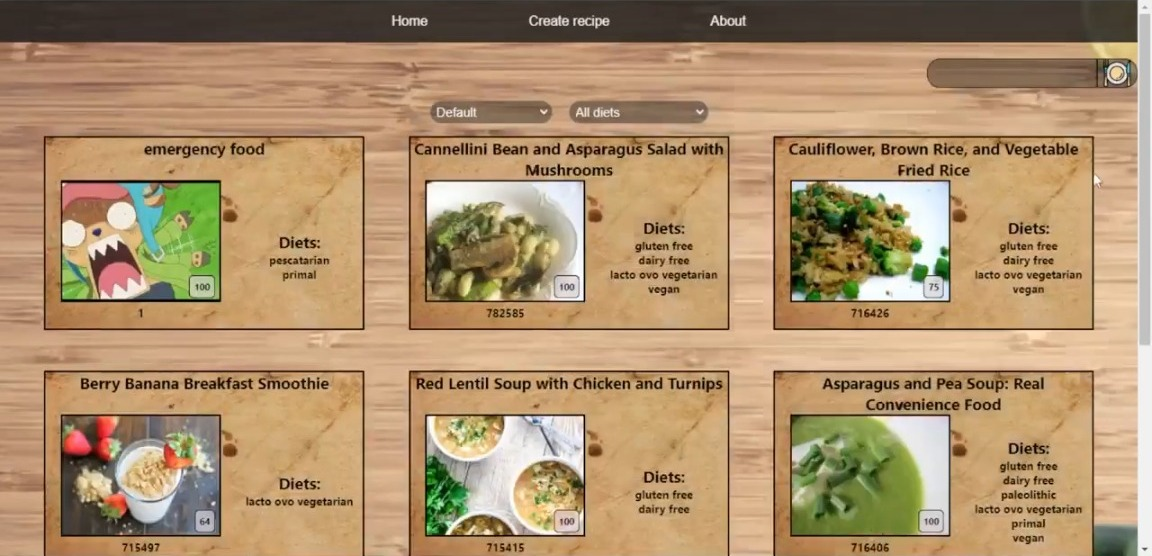 Home
Create recipe
About
Default
All diets
emergency food
100
Diets:
pescatarian
primal
1
Cannellini Bean and Asparagus Salad with
Mushrooms
100
Diets:
gluten free
dairy free
lacto ovo vegetarian
vegan
782585
Cauliflower, Brown Rice, and Vegetable
Fried Rice
75
Diets:
gluten free
dairy free
lacto ovo vegetarian
vegan
716426
Berry Banana Breakfast Smoothie
64
Diets:
lacto ovo vegetarian
715497
Red Lentil Soup with Chicken and Turnips
100
Diets:
gluten free
dairy free
715415
Asparagus and Pea Soup: Real
Convenience Food
100
Diets:
gluten free
dairy free
paleolithic
lacto ovo vegetarian
primal
vegan
716406